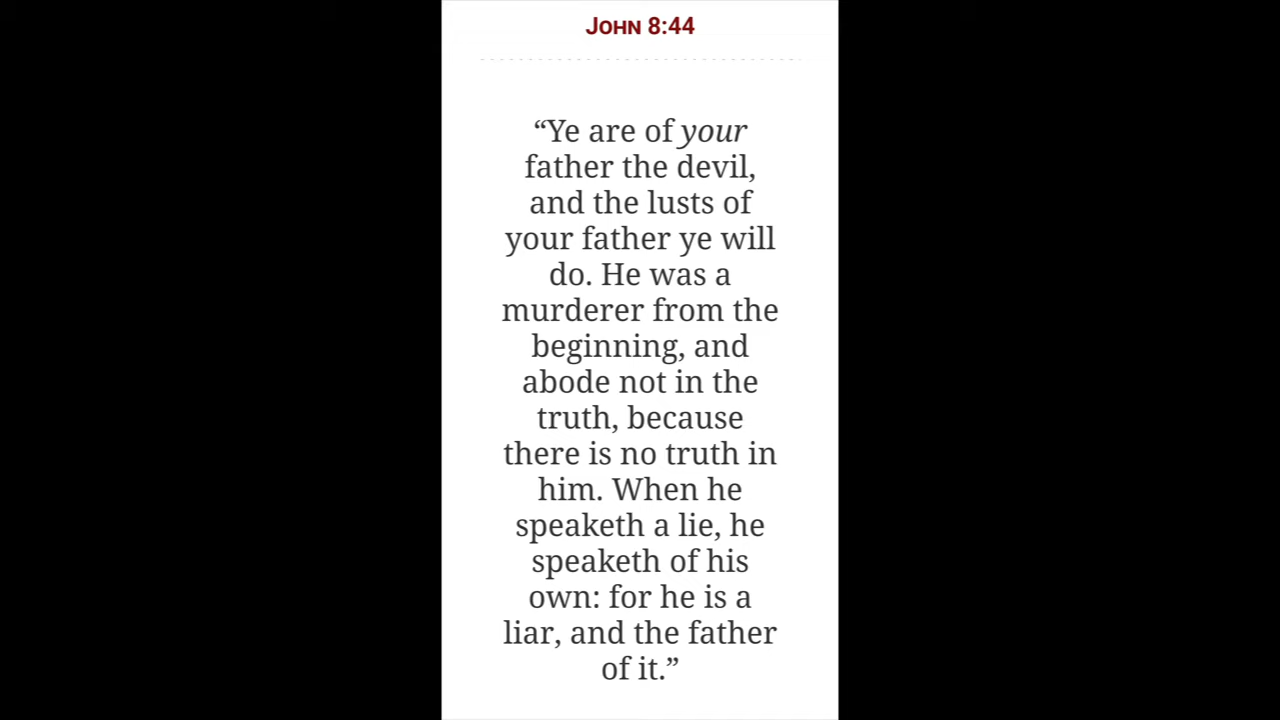 John 8:44
“Ye are of your
father the devil,
and the lusts of
your father ye will
do. He was a
murderer from the
beginning, and
abode not in the
truth, because
there is no truth in
him. When he
speaketh a lie, he
speaketh of his
own: for he is a
liar, and the father
of it.”